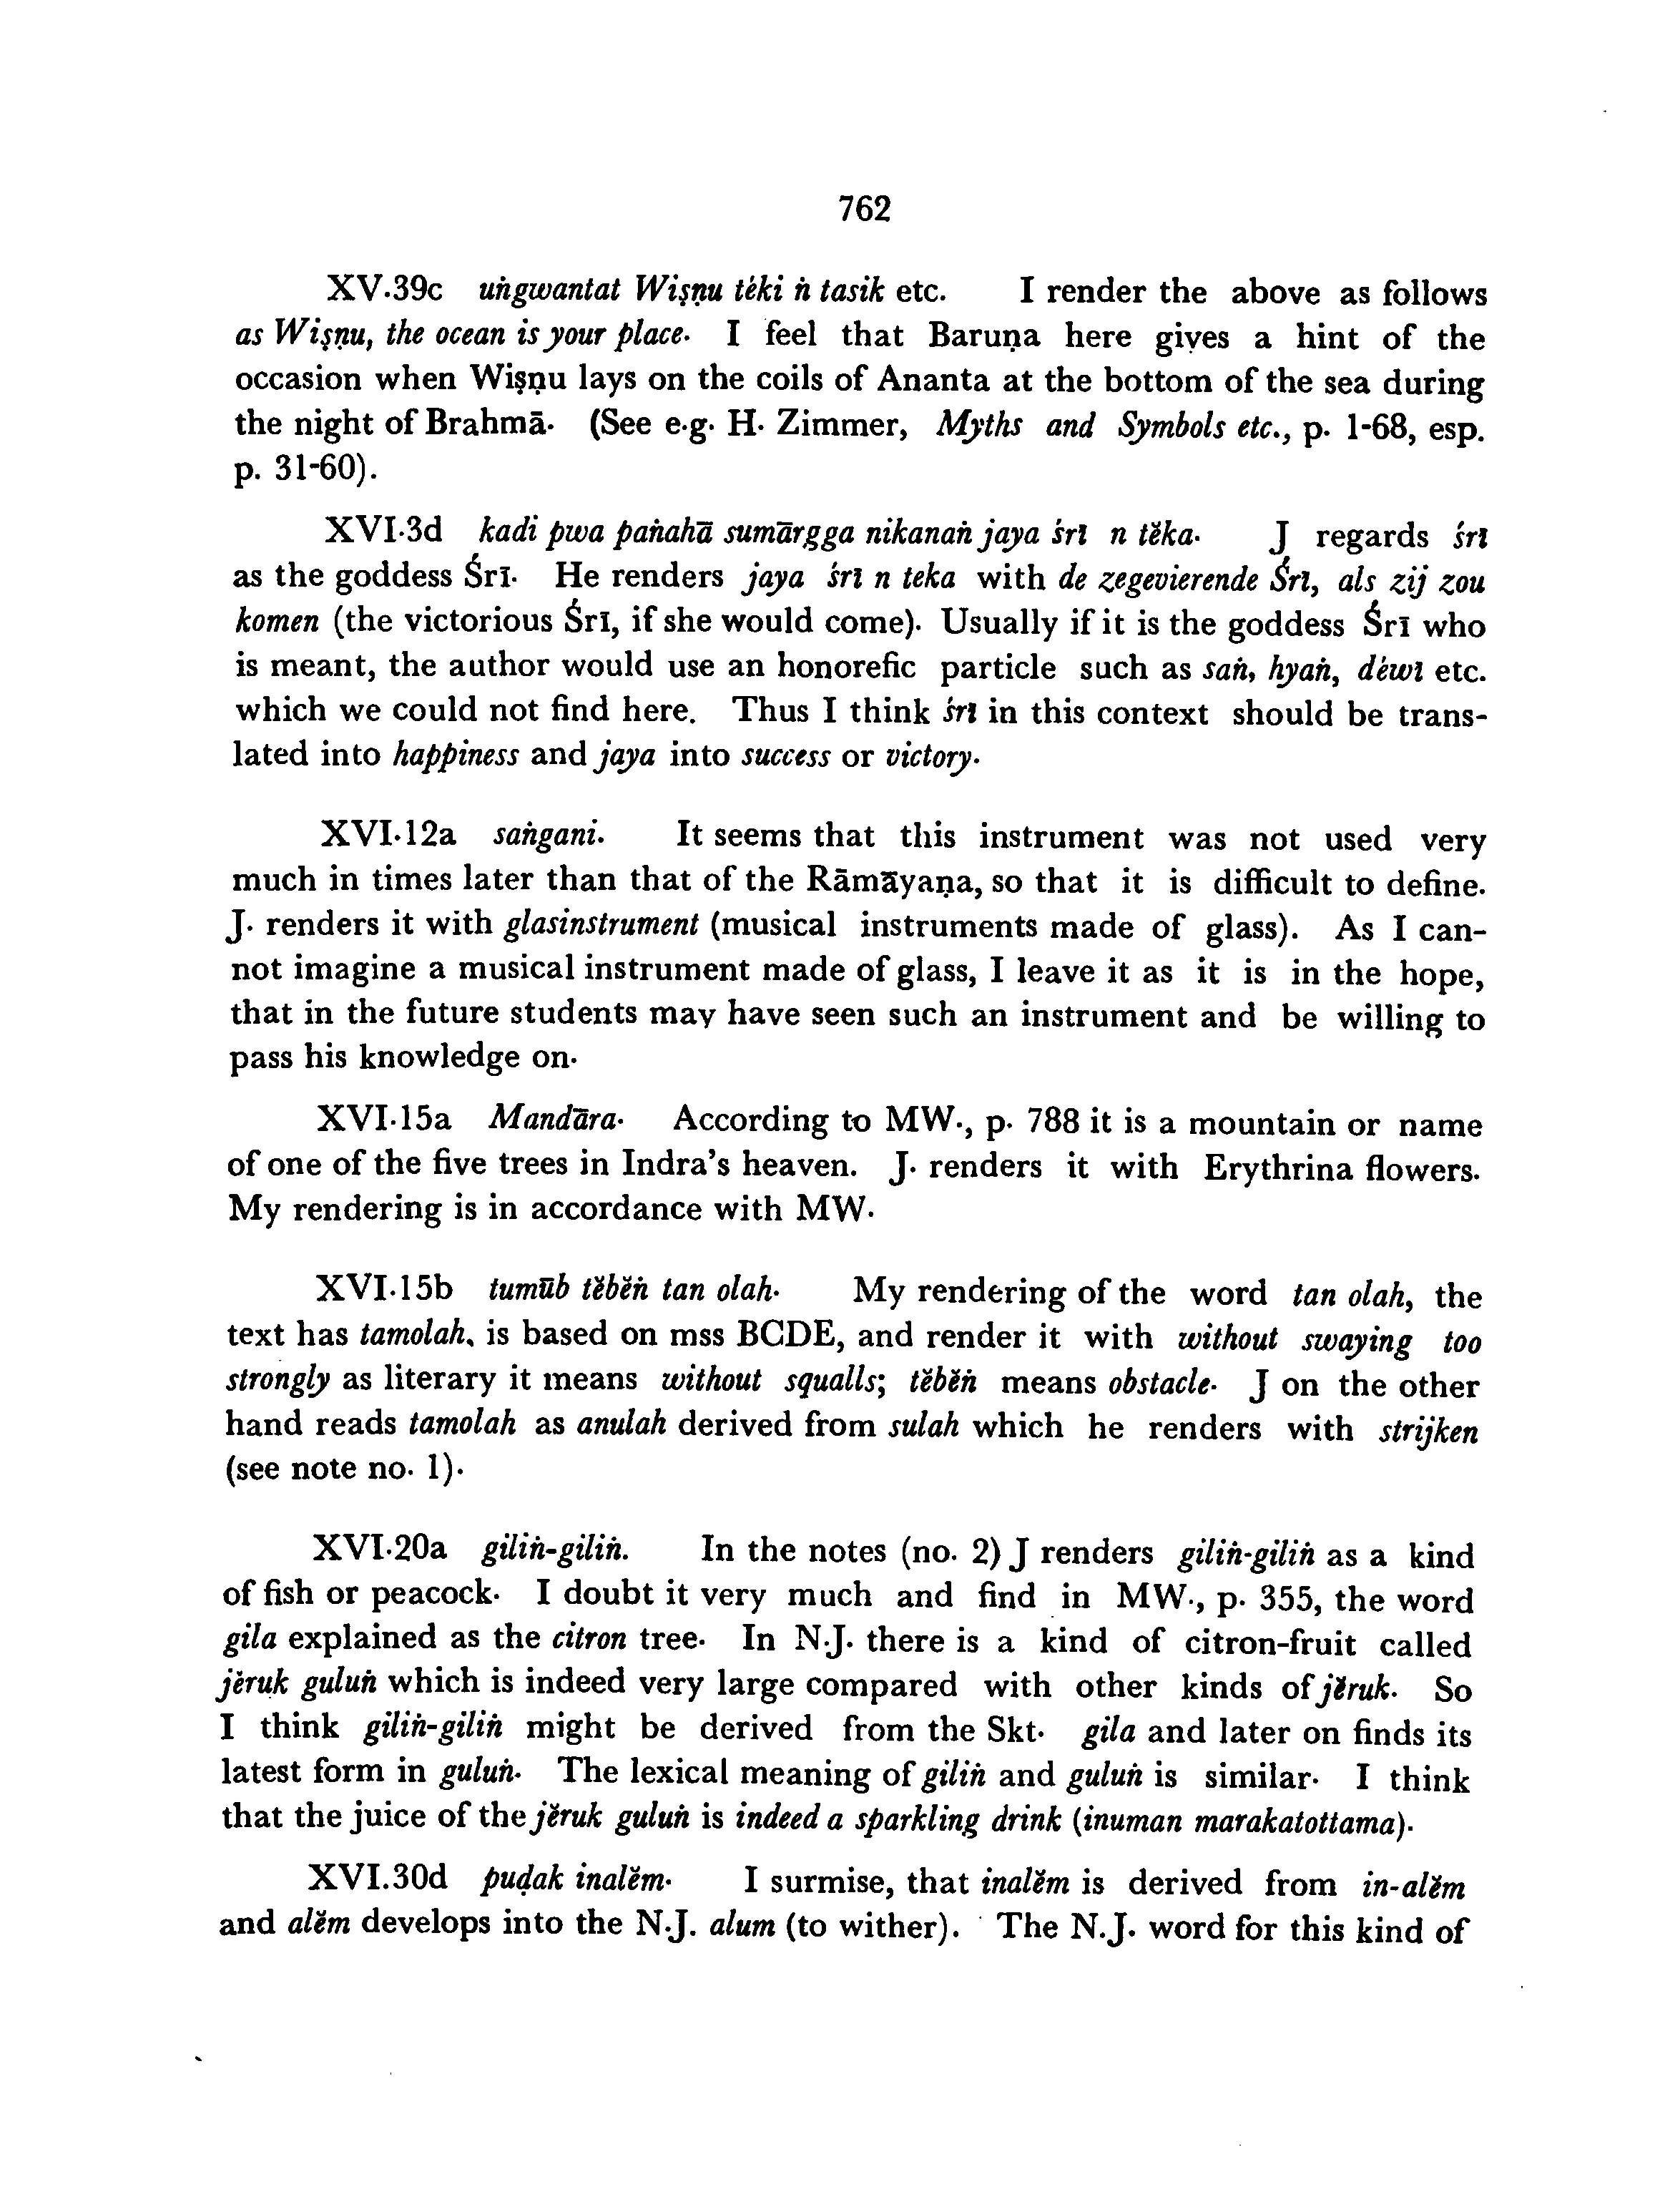 762
XV.39c uṅgwantat Wiṣṇu téki ṅ tasik etc. I render the above as follows
as Wiṣṇu, the ocean is your place. I feel that Baruṇa here gives a hint of the
occasion when Wiṣṇu lays on the coils of Ananta at the bottom of the sea during
the night of Brahmā. (See e.g. H. Zimmer, Myths and Symbols etc., p. 1-68, esp.
p. 31-60).
XVI.3d kadi pwa paṅahā sumārgga nikanaṅ jaya śrī n tĕka. J regards śrī
as the goddess Śrī. He renders jaya śrī n teka with de zegevierende Śrī, als zij zou
komen (the victorious Śrī, if she would come). Usually if it is the goddess Śrī who
is meant, the author would use an honorefic particle such as saṅ, hyaṅ, déwī etc.
which we could not find here. Thus I think śrī in this context should be trans-
lated into happiness and jaya into success or victory.
XVI.12a saṅgani. It seems that this instrument was not used very
much in times later than that of the Rāmāyaṇa, so that it is difficult to define.
J. renders it with glasinstrument (musical instruments made of glass). As I can-
not imagine a musical instrument made of glass, I leave it as it is in the hope,
that in the future students may have seen such an instrument and be willing to
pass his knowledge on.
XVI.15a Mandāra. According to MW., p. 788 it is a mountain or name
of one of the five trees in Indra's heaven. J. renders it with Erythrina flowers.
My rendering is in accordance with MW.
XVI.15b tumūb tĕbĕṅ tan olah. My rendering of the word tan olah, the
text has tamolah, is based on mss BCDE, and render it with without swaying too
strongly as literary it means without squalls; tĕbĕṅ means obstacle. J on the other
hand reads tamolah as anulah derived from sulah which he renders with strijken
(see note no. 1).
XVI.20a giliṅ-giliṅ. In the notes (no. 2) J renders giliṅ-giliṅ as a kind
of fish or peacock. I doubt it very much and find in MW., p. 355, the word
gila explained as the citron tree. In N.J. there is a kind of citron-fruit called
jĕruk guluṅ which is indeed very large compared with other kinds of jĕruk. So
I think giliṅ-giliṅ might be derived from the Skt. gila and later on finds its
latest form in guluṅ. The lexical meaning of giliṅ and guluṅ is similar. I think
that the juice of the jĕruk guluṅ is indeed a sparkling drink (inuman marakatottama).
XVI.30d puḍak inalĕm. I surmise, that inalĕm is derived from in-alĕm
and alĕm develops into the N.J. alum (to wither). The N.J. word for this kind of